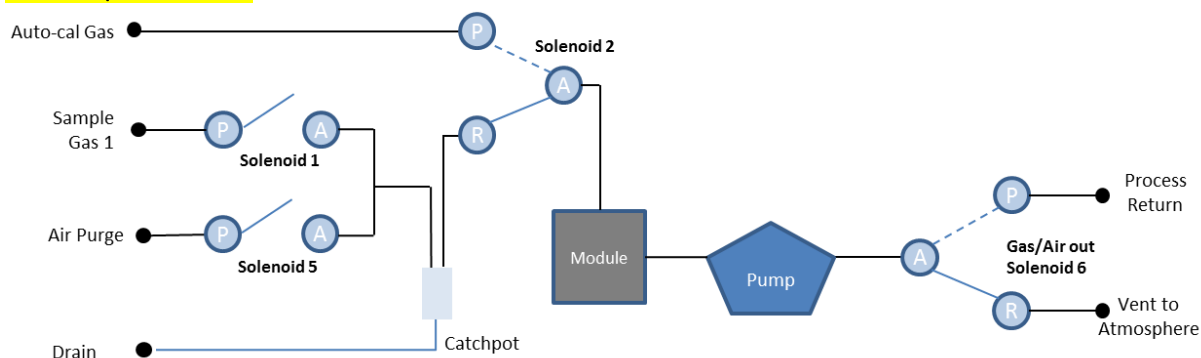 Auto-cal Gas
P
Solenoid 2
A
Sample
Gas 1
P
A
R
Solenoid 1
Air Purge
P
A
Solenoid 5
Module
Pump
A
P
Process
Return
Gas/Air out
Solenoid 6
R
Vent to
Atmosphere
Catchpot
Drain